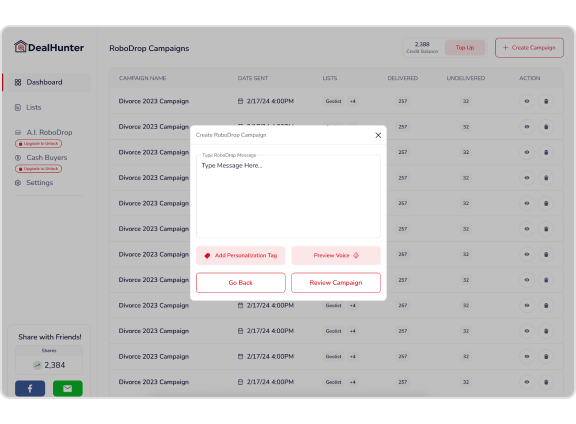 DealHunter
RoboDrop Campaigns
2,388
Credit Balance
Top Up
+ Create Campaign
Dashboard
Lists
A.I. RoboDrop
Upgrade to Unlock
Cash Buyers
Upgrade to Unlock
Settings
CAMPAIGN NAME DATE SENT LISTS DELIVERED UNDELIVERED ACTION
Divorce 2023 Campaign 2/17/24 4:00PM Geolist +4 257 32
Divorce 2023 Campaign 257 32
Divorce 2023 Campaign 257 32
Divorce 2023 Campaign 257 32
Divorce 2023 Campaign 257 32
Divorce 2023 Campaign 257 32
Divorce 2023 Campaign 257 32
Divorce 2023 Campaign 257 32
Divorce 2023 Campaign 2/17/24 4:00PM Geolist +4 257 32
Divorce 2023 Campaign 2/17/24 4:00PM Geolist +4 257 32
Divorce 2023 Campaign 2/17/24 4:00PM Geolist +4 257 32
Divorce 2023 Campaign 2/17/24 4:00PM Geolist +4 257 32
Create RoboDrop Campaign
Type RoboDrop Message
Type Message Here...
Add Personalization Tag
Preview Voice
Go Back
Review Campaign
Share with Friends!
Shares
2,384